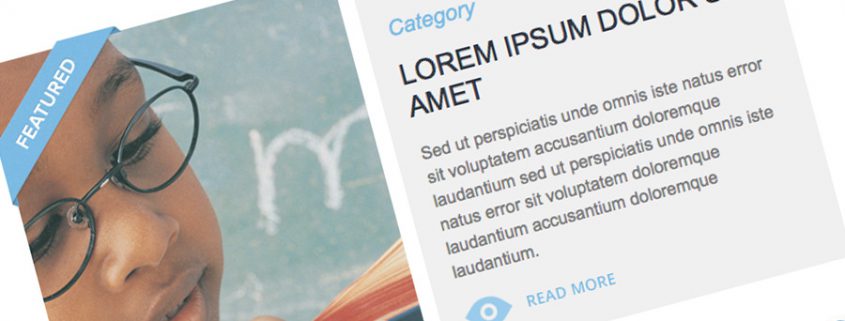 FEATURED
m
Category
LOREM IPSUM DOLOR
AMET
Sed ut perspiciatis unde omnis iste natus error
sit voluptatem accusantium doloremque
laudantium sed ut perspiciatis unde omnis iste
natus error sit voluptatem doloremque
laudantium accusantium doloremque
laudantium.
READ MORE